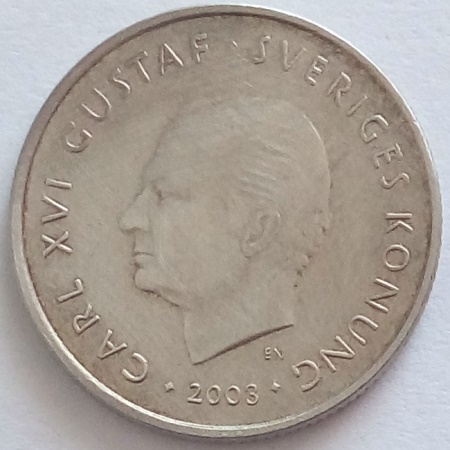 CARL XVI GUSTAF · SVERIGES KONUNG
EN
2003